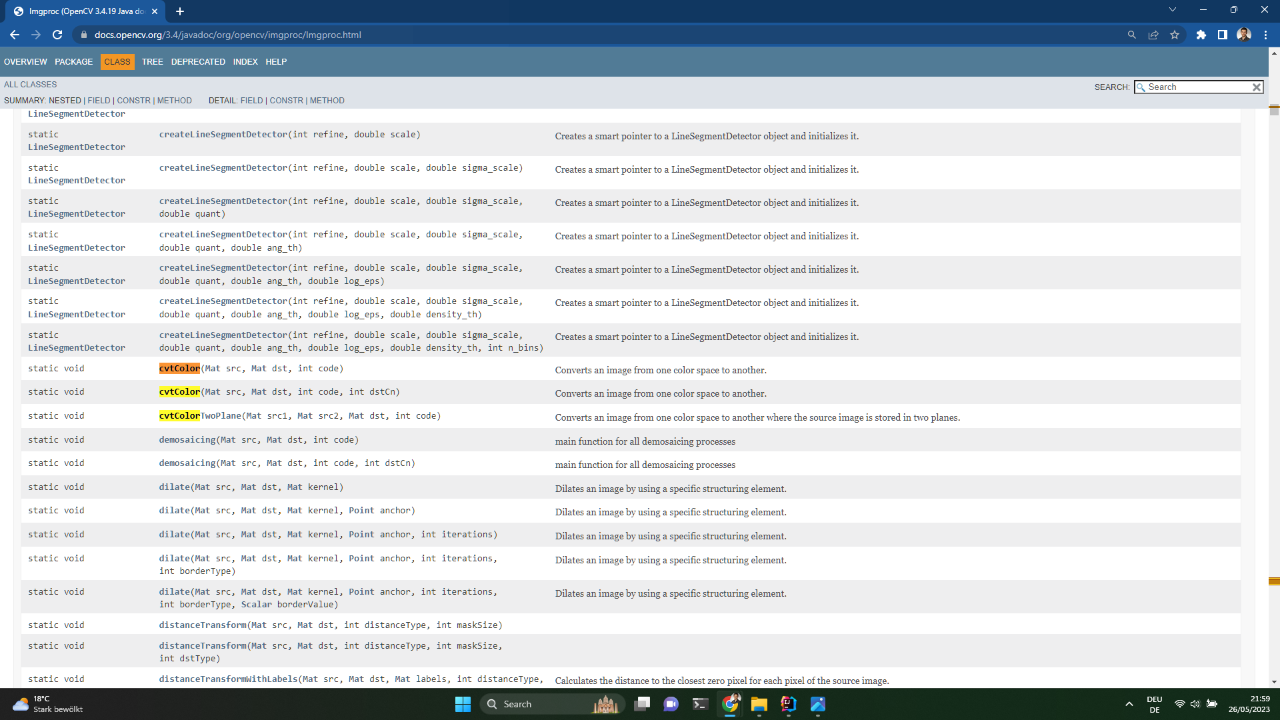 Imgproc (OpenCV 3.4.19 Java do
docs.opencv.org/3.4/javadoc/org/opencv/imgproc/Imgproc.html
OVERVIEW PACKAGE CLASS TREE DEPRECATED INDEX HELP
ALL CLASSES
SEARCH: Search
SUMMARY: NESTED | FIELD | CONSTR | METHOD DETAIL: FIELD | CONSTR | METHOD
LineSegmentDetector
static createLineSegmentDetector(int refine, double scale) Creates a smart pointer to a LineSegmentDetector object and initializes it.
LineSegmentDetector
static createLineSegmentDetector(int refine, double scale, double sigma_scale) Creates a smart pointer to a LineSegmentDetector object and initializes it.
LineSegmentDetector
static createLineSegmentDetector(int refine, double scale, double sigma_scale, Creates a smart pointer to a LineSegmentDetector object and initializes it.
LineSegmentDetector double quant)
static createLineSegmentDetector(int refine, double scale, double sigma_scale, Creates a smart pointer to a LineSegmentDetector object and initializes it.
LineSegmentDetector double quant, double ang_th)
static createLineSegmentDetector(int refine, double scale, double sigma_scale, Creates a smart pointer to a LineSegmentDetector object and initializes it.
LineSegmentDetector double quant, double ang_th, double log_eps)
static createLineSegmentDetector(int refine, double scale, double sigma_scale, Creates a smart pointer to a LineSegmentDetector object and initializes it.
LineSegmentDetector double quant, double ang_th, double log_eps, double density_th)
static createLineSegmentDetector(int refine, double scale, double sigma_scale, Creates a smart pointer to a LineSegmentDetector object and initializes it.
LineSegmentDetector double quant, double ang_th, double log_eps, double density_th, int n_bins)
static void cvtColor(Mat src, Mat dst, int code) Converts an image from one color space to another.
static void cvtColor(Mat src, Mat dst, int code, int dstCn) Converts an image from one color space to another.
static void cvtColorTwoPlane(Mat src1, Mat src2, Mat dst, int code) Converts an image from one color space to another where the source image is stored in two planes.
static void demosaicing(Mat src, Mat dst, int code) main function for all demosaicing processes
static void demosaicing(Mat src, Mat dst, int code, int dstCn) main function for all demosaicing processes
static void dilate(Mat src, Mat dst, Mat kernel) Dilates an image by using a specific structuring element.
static void dilate(Mat src, Mat dst, Mat kernel, Point anchor) Dilates an image by using a specific structuring element.
static void dilate(Mat src, Mat dst, Mat kernel, Point anchor, int iterations) Dilates an image by using a specific structuring element.
static void dilate(Mat src, Mat dst, Mat kernel, Point anchor, int iterations, Dilates an image by using a specific structuring element.
int borderType)
static void dilate(Mat src, Mat dst, Mat kernel, Point anchor, int iterations, Dilates an image by using a specific structuring element.
int borderType, Scalar borderValue)
static void distanceTransform(Mat src, Mat dst, int distanceType, int maskSize)
static void distanceTransform(Mat src, Mat dst, int distanceType, int maskSize,
int dstType)
static void distanceTransformWithLabels(Mat src, Mat dst, Mat labels, int distanceType, Calculates the distance to the closest zero pixel for each pixel of the source image.
18°C
Stark bewölkt
Search
DEU
DE
21:59
26/05/2023